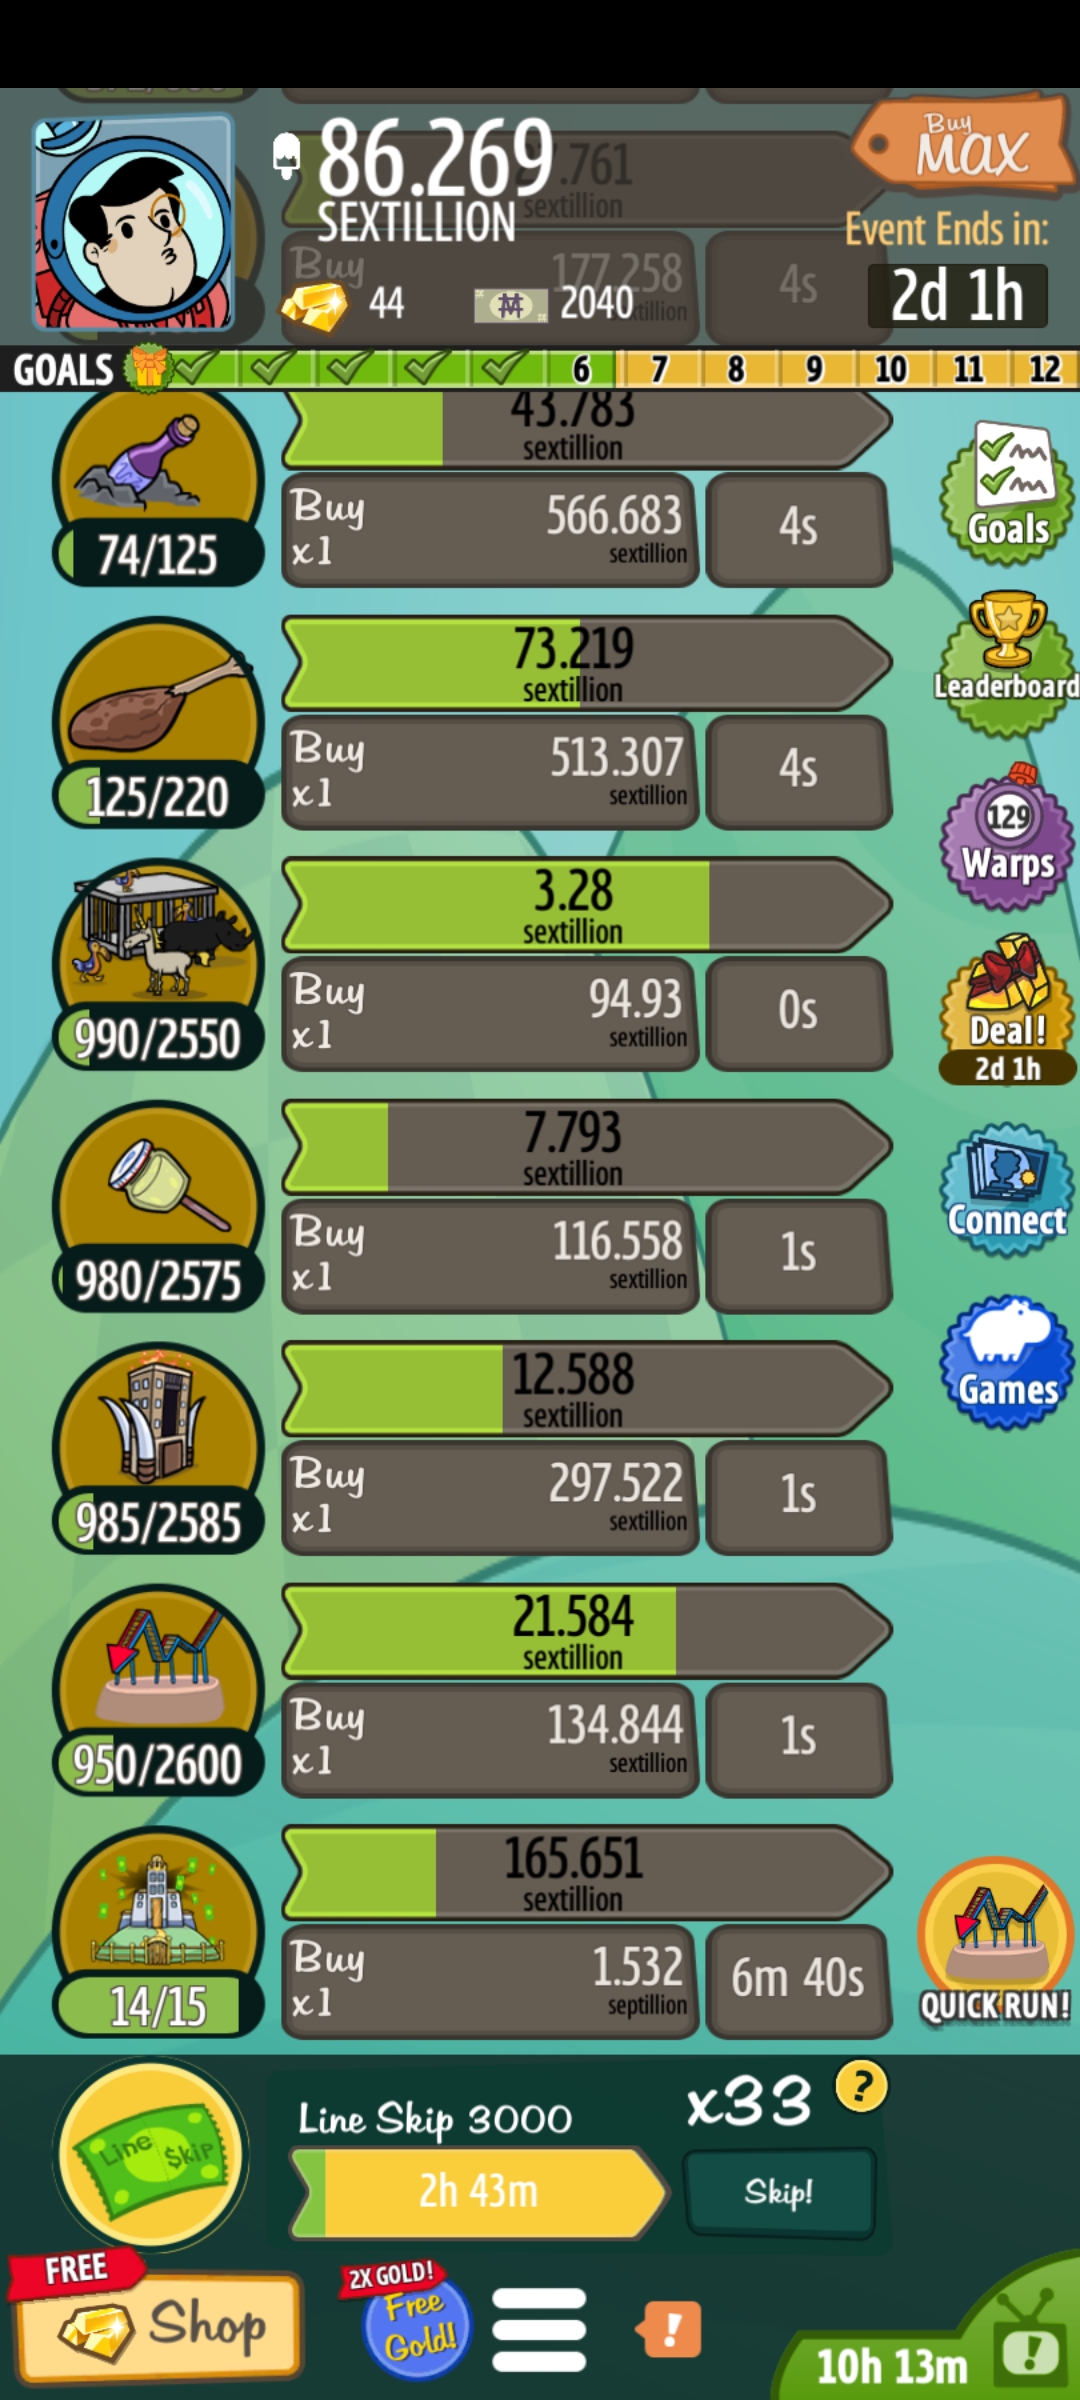 86.269
SEXTILLION
Buy
MAX
27.761
sextillion
Event Ends in:
2d 1h
Buy
177.258
4s
44
2040
GOALS
6
7
8
9
10
11
12
43.783
sextillion
Buy
x1
566.683
sextillion
4s
74/125
Goals
73.219
sextillion
Buy
x1
513.307
sextillion
4s
125/220
Leaderboard
129
Warps
3.28
sextillion
Buy
x1
94.93
sextillion
0s
990/2550
Deal!
2d 1h
7.793
sextillion
Buy
x1
116.558
sextillion
1s
980/2575
Connect
12.588
sextillion
Buy
x1
297.522
sextillion
1s
985/2585
Games
21.584
sextillion
Buy
x1
134.844
sextillion
1s
950/2600
165.651
sextillion
Buy
x1
1.532
septillion
6m 40s
14/15
QUICK RUN!
Line $kip
Line Skip 3000
x33
?
2h 43m
Skip!
FREE
Shop
2X GOLD!
Free
Gold!
!
10h 13m
!